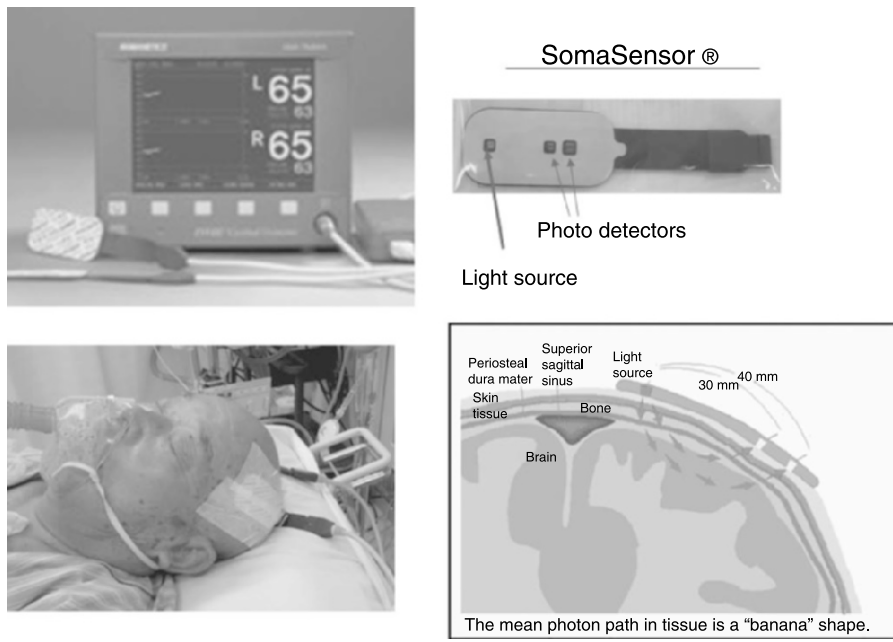 L 65
63
R 65
63
SomaSensor ®
Photo detectors
Light source
Periosteal
dura mater
Superior
sagittal
sinus
Light
source
40 mm
30 mm
Skin
tissue
Bone
Brain
The mean photon path in tissue is a “banana” shape.